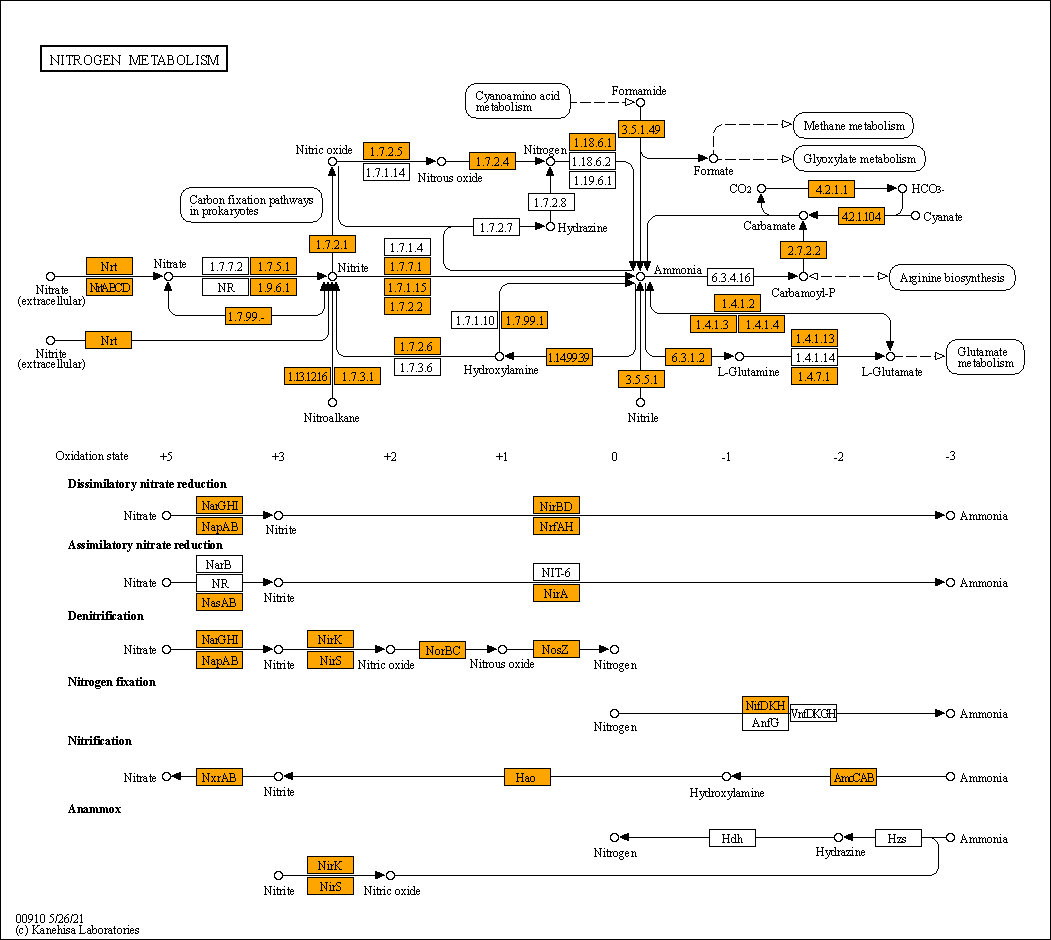 NITROGEN METABOLISM
Cyanoamino acid
metabolism
Formamide
3.5.1.49
Methane metabolism
Glyoxylate metabolism
Formate
Nitric oxide
1.7.2.5
1.7.1.14
Nitrous oxide
1.7.2.4
Nitrogen
1.18.6.1
1.18.6.2
1.19.6.1
Carbon fixation pathways
in prokaryotes
1.7.2.8
1.7.2.7
Hydrazine
CO2
4.2.1.1
HCO3-
Carbamate
4.2.1.104
Cyanate
1.7.2.1
2.7.2.2
Nrt
NrtABCD
Nitrate
(extracellular)
Nitrate
1.7.7.2
1.7.5.1
NR
1.9.6.1
Nitrite
1.7.1.4
1.7.7.1
1.7.1.15
1.7.2.2
Ammonia
6.3.4.16
Carbamoyl-P
Arginine biosynthesis
1.7.99.-
Nrt
Nitrite
(extracellular)
1.7.1.10
1.7.99.1
1.4.1.2
1.4.1.3
1.4.1.4
1.7.2.6
1.7.3.6
Hydroxylamine
1.14.99.39
6.3.1.2
L-Glutamine
1.4.1.13
1.4.1.14
1.4.7.1
L-Glutamate
Glutamate
metabolism
1.13.12.16
1.7.3.1
3.5.5.1
Nitroalkane
Nitrile
Oxidation state +5 +3 +2 +1 0 -1 -2 -3
Dissimilatory nitrate reduction
Nitrate
NarGHI
NapAB
Nitrite
NirBD
NrfAH
Ammonia
Assimilatory nitrate reduction
Nitrate
NarB
NR
NasAB
Nitrite
NIT-6
NirA
Ammonia
Denitrification
Nitrate
NarGHI
NapAB
Nitrite
NirK
NirS
Nitric oxide
NorBC
Nitrous oxide
NosZ
Nitrogen
Nitrogen fixation
Nitrogen
NifDKH
AnfG
VnfDKGH
Ammonia
Nitrification
Nitrate
NxrAB
Nitrite
Hao
Hydroxylamine
AmcCAB
Ammonia
Anammox
Nitrogen
Hdh
Hydrazine
Hzs
Ammonia
Nitrite
NirK
NirS
Nitric oxide
00910 5/26/21
(c) Kanehisa Laboratories